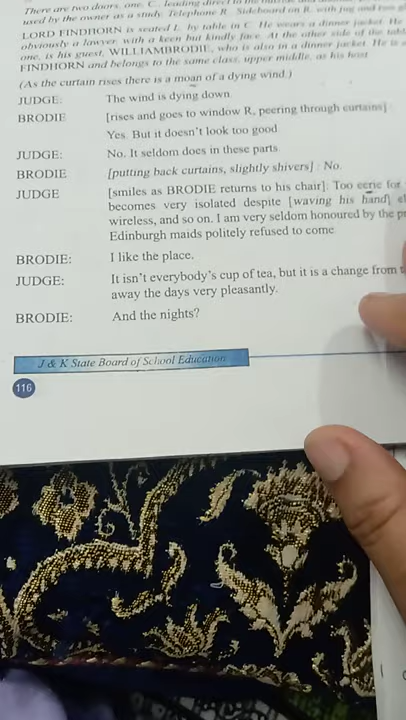 There are two doors, one, C., leading direct to the
used by the owner as a study. Telephone R. Sideboard on R. with jug and two
LORD FINDHORN is seated L. by table in C. He wears a dinner jacket. He
obviously a lawyer with a keen but kindly face. At the other side of the
one, is his guest, WILLIAM BRODIE, who is also in a dinner jacket. He is
FINDHORN and belongs to the same class, upper middle, as his host.
(As the curtain rises there is a moan of a dying wind.)
JUDGE: The wind is dying down.
BRODIE [rises and goes to window R, peering through curtains]
Yes. But it doesn't look too good.
JUDGE: No. It seldom does in these parts.
BRODIE [putting back curtains, slightly shivers] : No.
JUDGE [smiles as BRODIE returns to his chair]: Too eerie for
becomes very isolated despite [waving his hand]
wireless, and so on. I am very seldom honoured by the
Edinburgh maids politely refused to come.
BRODIE: I like the place.
JUDGE: It isn't everybody's cup of tea, but it is a change from
away the days very pleasantly.
BRODIE: And the nights?
J & K State Board of School Education
116